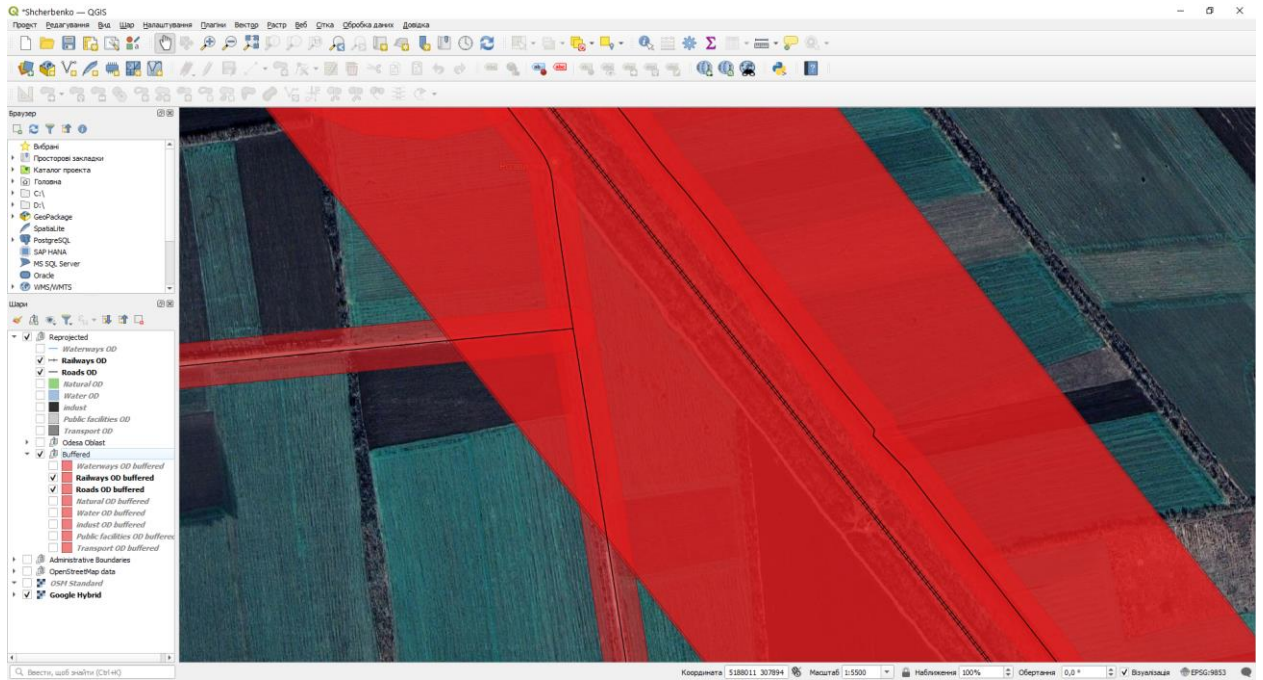 *Shcherbenko — QGIS
Проект Редагування Вид Шар Налаштування Плагіни Вектор Растр Веб Сітка Обробка даних Довідка
Браузер
Вибрані
Просторові закладки
Каталог проекта
Головна
C:\
D:\
GeoPackage
SpatiaLite
PostgreSQL
SAP HANA
MS SQL Server
Oracle
WMS/WMTS
Шари
Reprojected
Waterways OD
Railways OD
Roads OD
Natural OD
Water OD
indust
Public facilities OD
Transport OD
Odesa Oblast
Buffered
Waterways OD buffered
Railways OD buffered
Roads OD buffered
Natural OD buffered
Water OD buffered
indust OD buffered
Public facilities OD buffered
Transport OD buffered
Administrative Boundaries
OpenStreetMap data
OSM Standard
Google Hybrid
Ввести, щоб знайти (Ctrl+K)
Координата 5188011 307894 Масштаб 1:5500 Наближення 100% Обертання 0,0 ° Візуалізація EPSG:9853